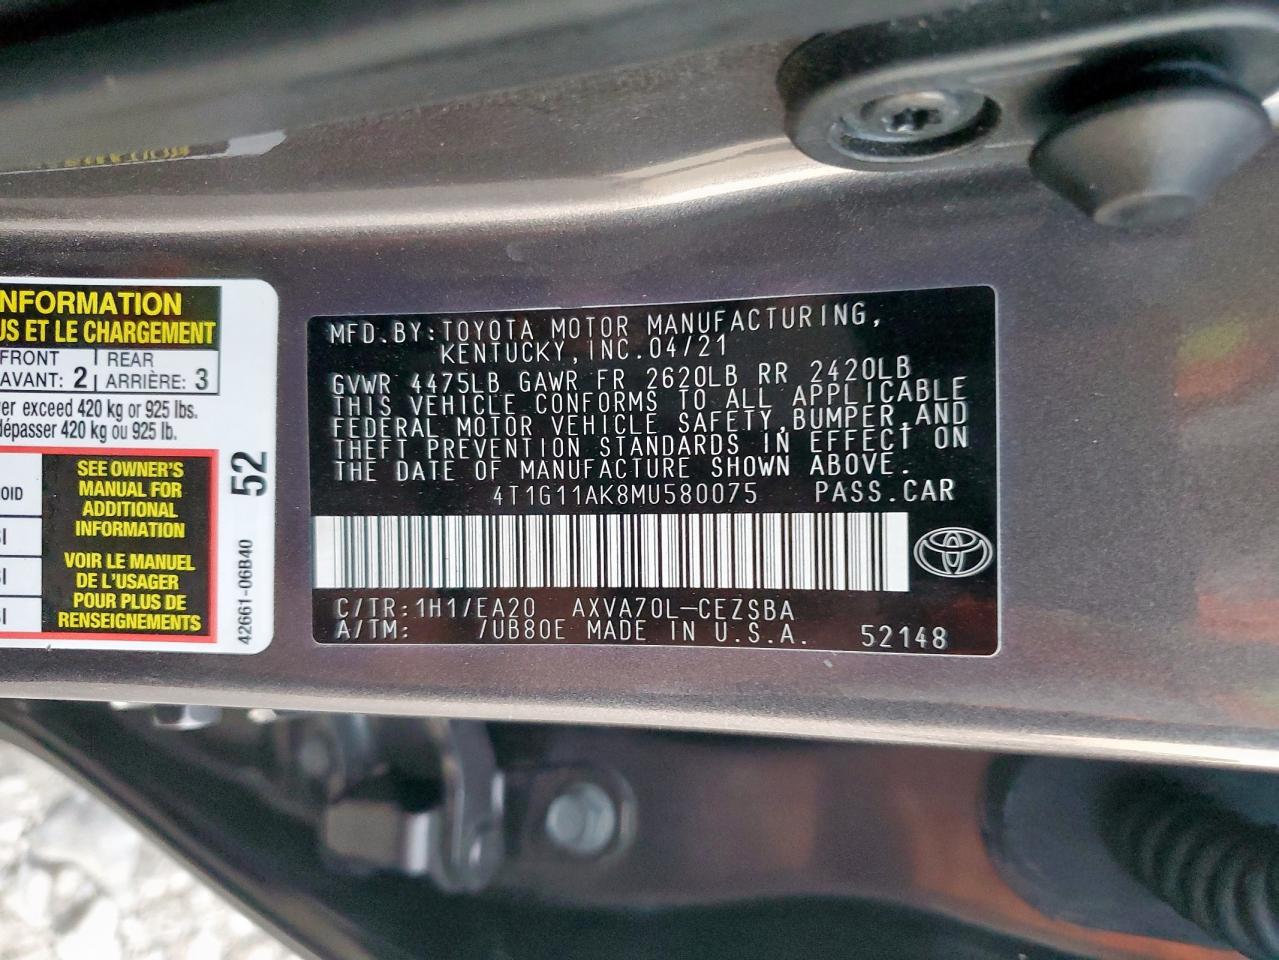 NFORMATION
US ET LE CHARGEMENT
FRONT REAR
AVANT: 2 ARRIÈRE: 3
er exceed 420 kg or 925 lbs.
dépasser 420 kg ou 925 lb.
SEE OWNER'S
MANUAL FOR
ADDITIONAL
INFORMATION
VOIR LE MANUEL
DE L'USAGER
POUR PLUS DE
RENSEIGNEMENTS
52
42661-06B40
MFD.BY:TOYOTA MOTOR MANUFACTURING,
KENTUCKY,INC.04/21
GVWR 4475LB GAWR FR 2620LB RR 2420LB
THIS VEHICLE CONFORMS TO ALL APPLICABLE
FEDERAL MOTOR VEHICLE SAFETY,BUMPER,AND
THEFT PREVENTION STANDARDS IN EFFECT ON
THE DATE OF MANUFACTURE SHOWN ABOVE.
4T1G11AK8MU580075 PASS.CAR
C/TR:1H1/EA20 AXVA70L-CEZSBA
A/TM: /UB80E MADE IN U.S.A. 52148